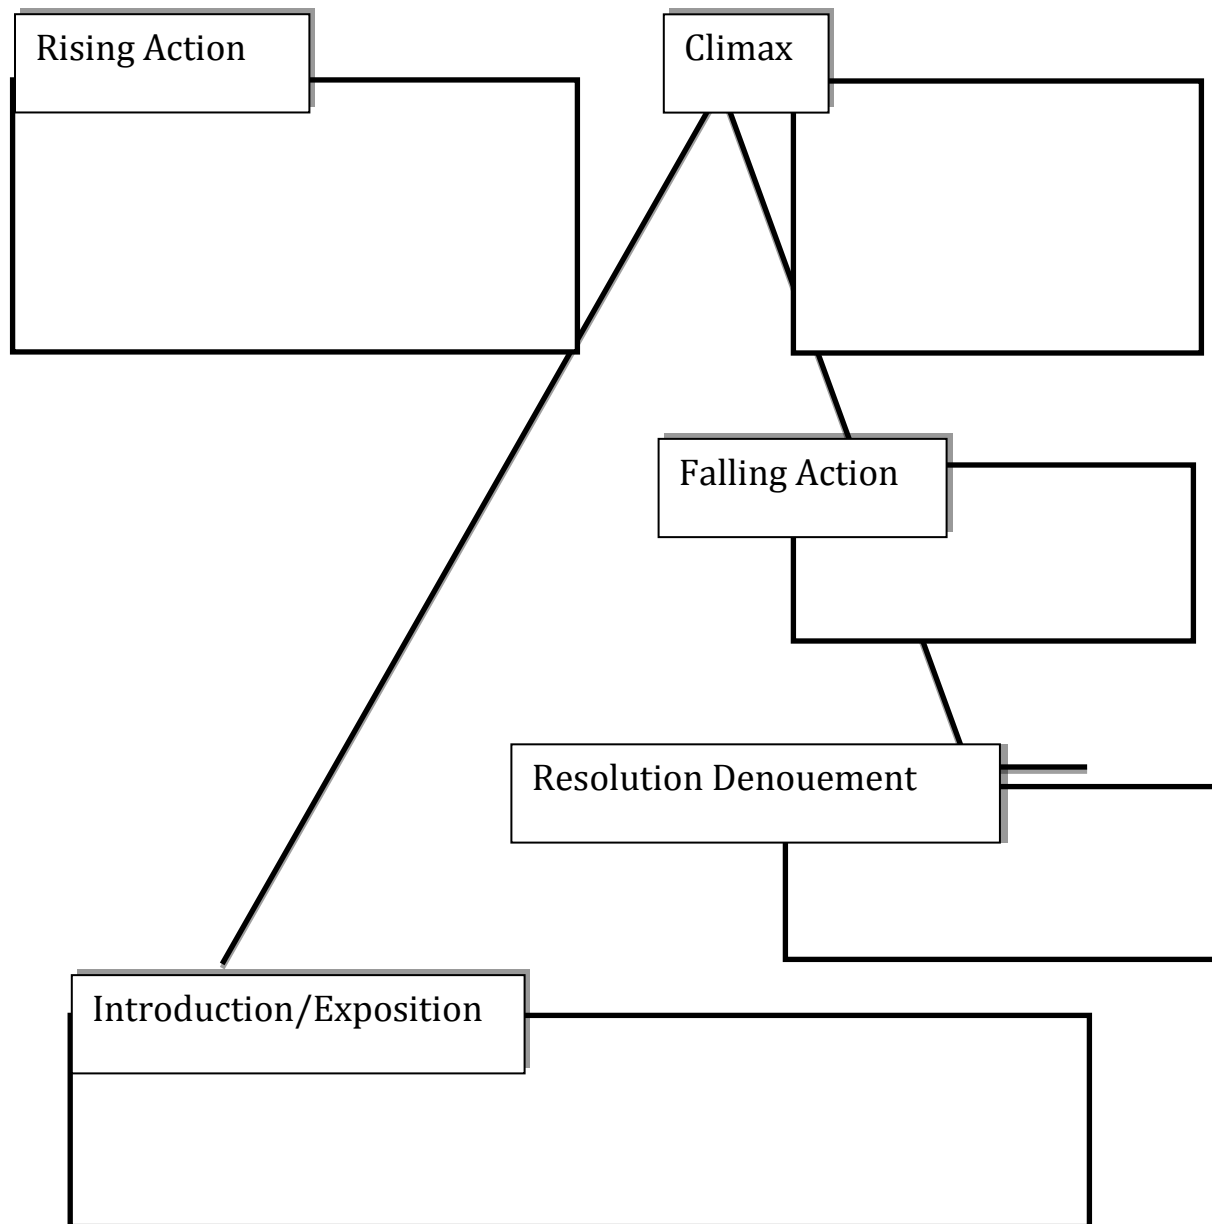 Rising Action
Climax
Falling Action
Resolution Denouement
Introduction/Exposition